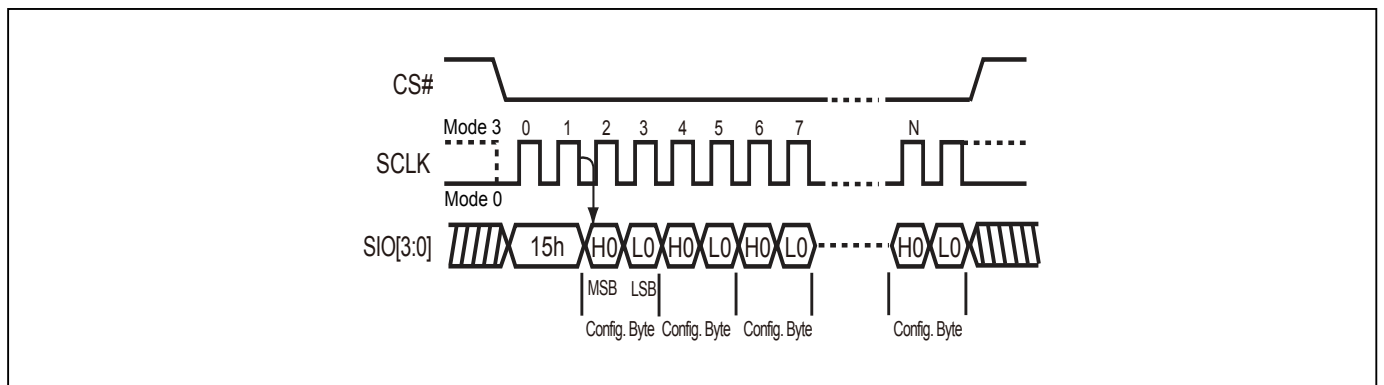 CS#
Mode 3 0 1 2 3 4 5 6 7 N
SCLK
Mode 0
SIO[3:0] 15h H0 L0 H0 L0 H0 L0 H0 L0
MSB LSB
Config. Byte Config. Byte Config. Byte Config. Byte